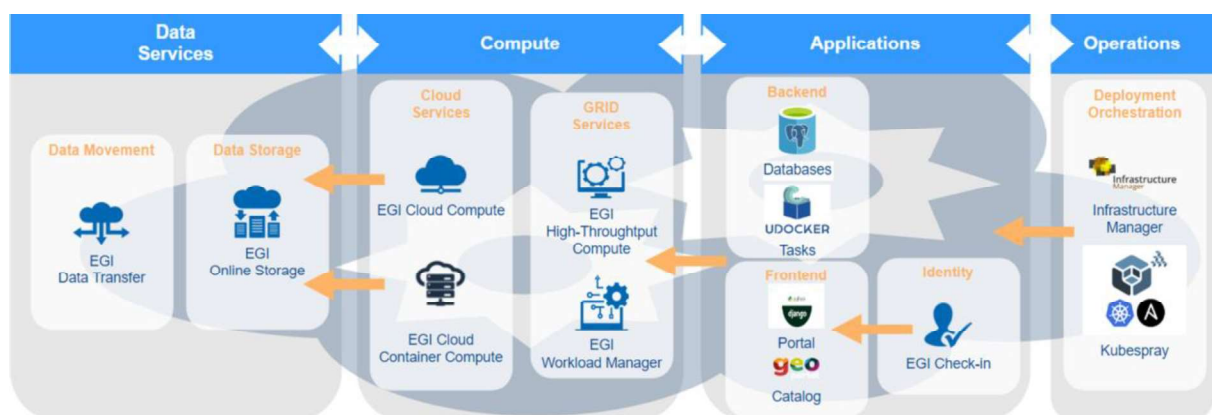 Data
Services
Compute
Applications
Operations
Data Movement
EGI
Data Transfer
Data Storage
EGI
Online Storage
Cloud
Services
EGI Cloud Compute
EGI Cloud
Container Compute
GRID
Services
EGI
High-Throughtput
Compute
EGI
Workload Manager
Backend
Databases
UDOCKER
Tasks
Frontend
django
Portal
geo
Catalog
Identity
EGI Check-in
Deployment
Orchestration
Infrastructure
Manager
Infrastructure
Manager
Kubespray